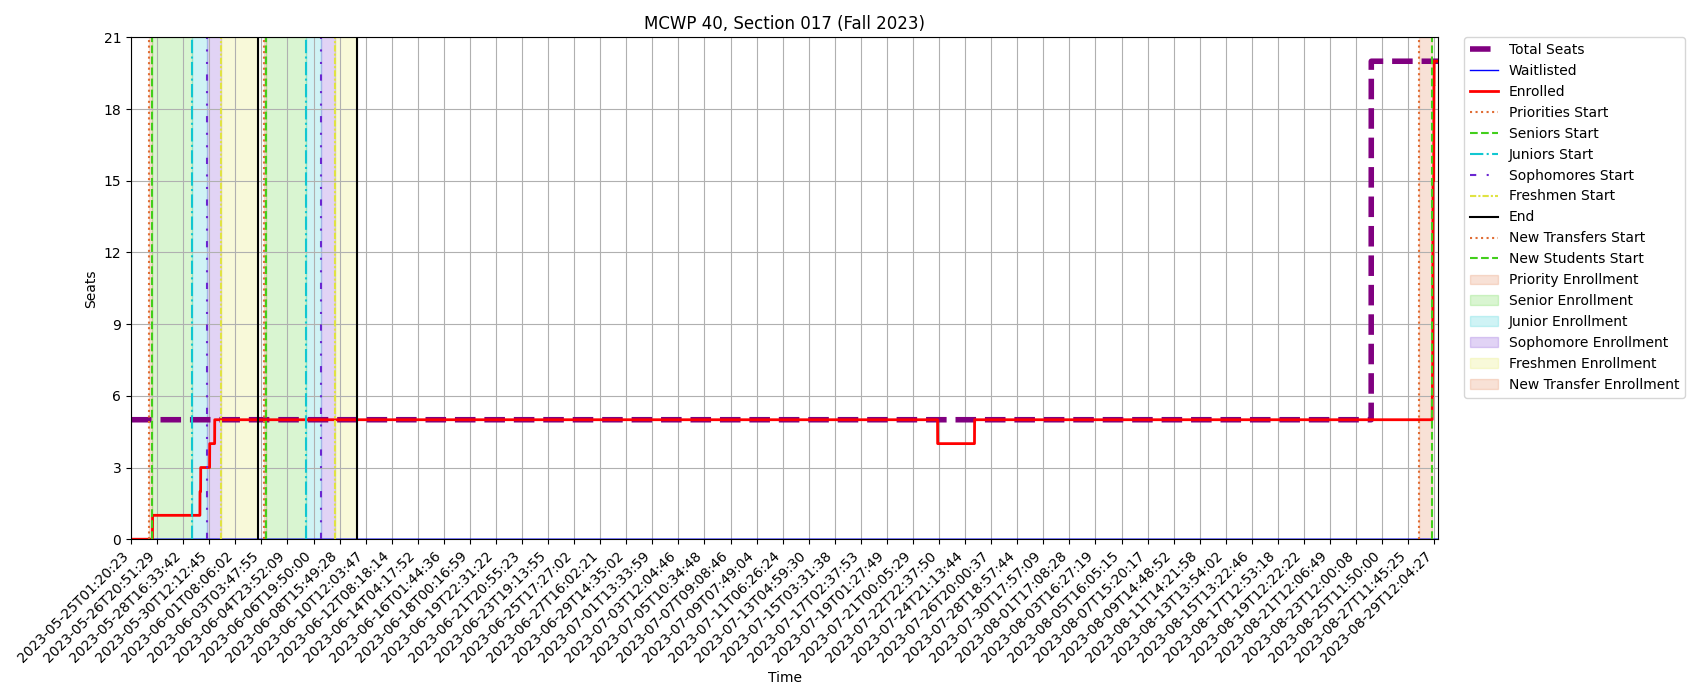 MCWP 40, Section 017 (Fall 2023)
Seats
21
18
15
12
9
6
3
0
2023-05-25T01:20:23
2023-05-26T20:51:29
2023-05-28T16:33:42
2023-05-30T12:12:45
2023-06-01T08:06:02
2023-06-03T03:47:55
2023-06-04T23:52:09
2023-06-06T19:50:00
2023-06-08T15:49:28
2023-06-10T12:03:47
2023-06-12T08:18:14
2023-06-14T04:17:52
2023-06-16T01:44:36
2023-06-18T00:16:59
2023-06-19T22:31:22
2023-06-21T20:55:23
2023-06-23T19:13:55
2023-06-25T17:27:02
2023-06-27T16:02:21
2023-06-29T14:35:02
2023-07-01T13:33:59
2023-07-03T12:04:46
2023-07-05T10:34:48
2023-07-07T09:08:46
2023-07-09T07:49:04
2023-07-11T06:26:24
2023-07-13T04:59:30
2023-07-15T03:31:38
2023-07-17T02:37:53
2023-07-19T01:27:49
2023-07-21T00:05:29
2023-07-22T22:37:50
2023-07-24T21:13:44
2023-07-26T20:00:37
2023-07-28T18:57:44
2023-07-30T17:57:09
2023-08-01T17:08:28
2023-08-03T16:27:19
2023-08-05T16:05:15
2023-08-07T15:20:17
2023-08-09T14:48:52
2023-08-11T14:21:58
2023-08-13T13:54:02
2023-08-15T13:22:46
2023-08-17T12:53:18
2023-08-19T12:22:22
2023-08-21T12:06:49
2023-08-23T12:00:08
2023-08-25T11:50:00
2023-08-27T11:45:25
2023-08-29T12:04:27
Time
Total Seats
Waitlisted
Enrolled
Priorities Start
Seniors Start
Juniors Start
Sophomores Start
Freshmen Start
End
New Transfers Start
New Students Start
Priority Enrollment
Senior Enrollment
Junior Enrollment
Sophomore Enrollment
Freshmen Enrollment
New Transfer Enrollment